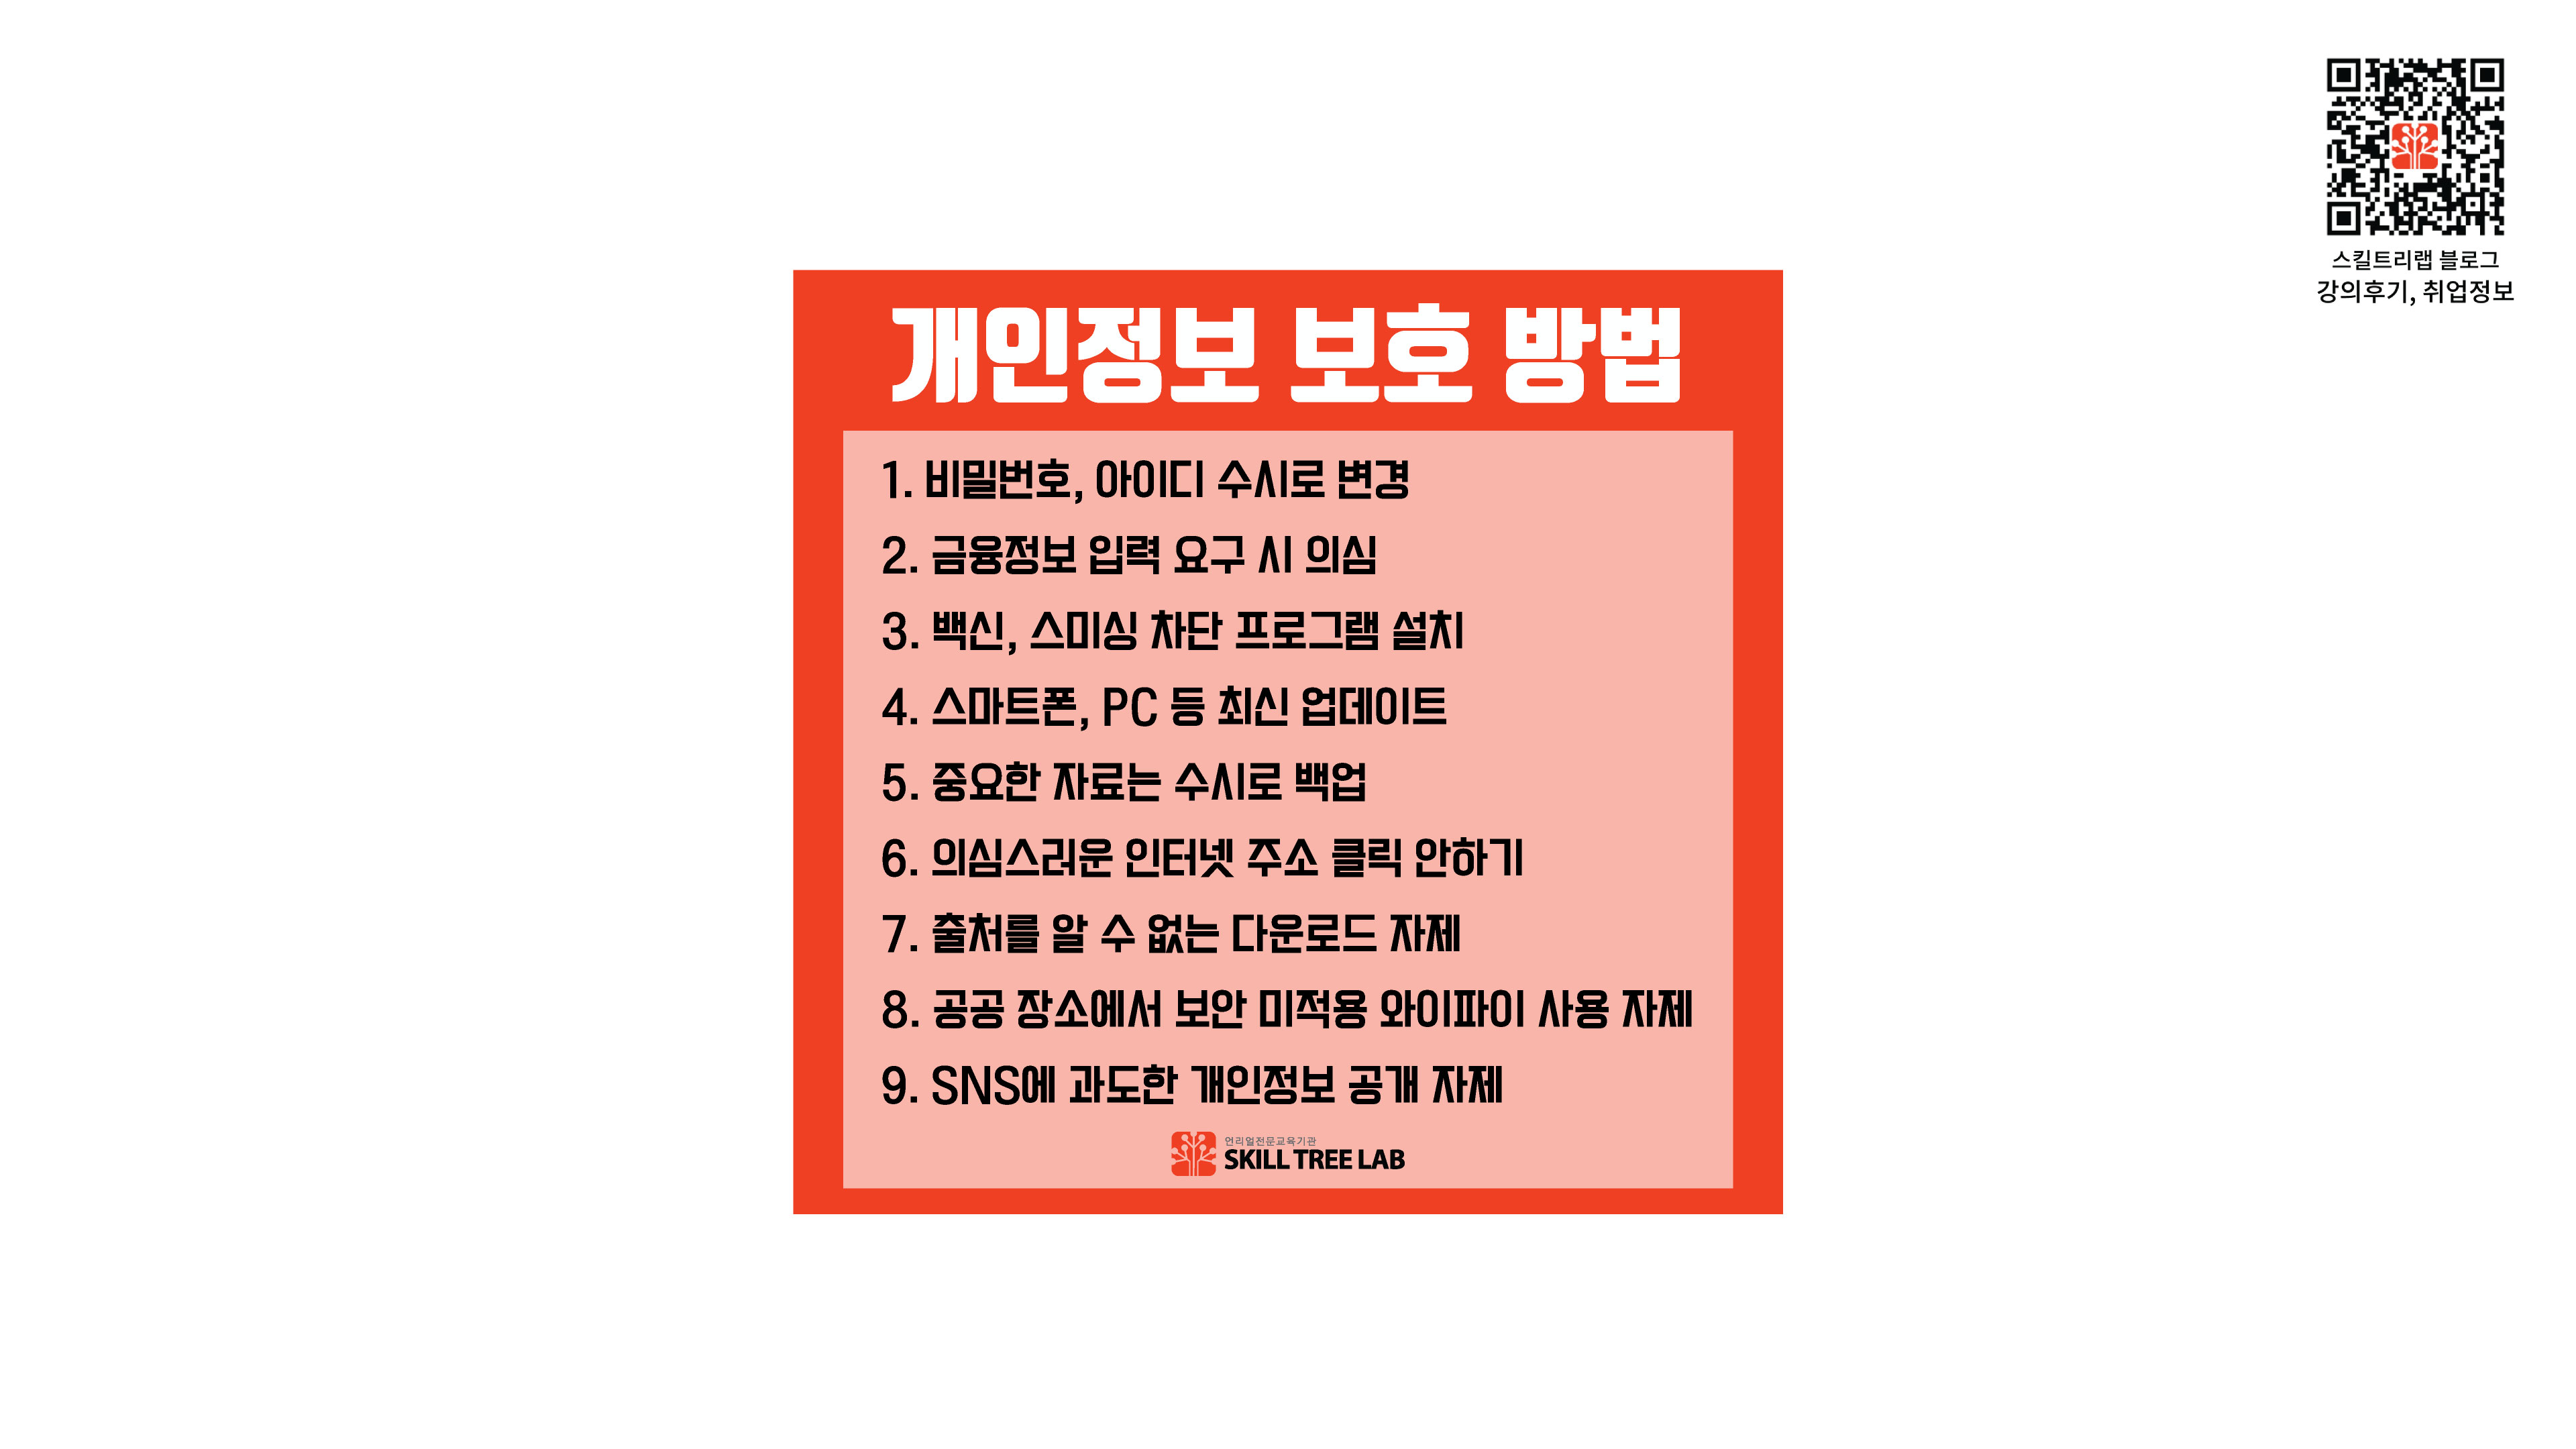 스킬트리랩 블로그
강의후기, 취업정보
개인정보 보호 방법
1. 비밀번호, 아이디 수시로 변경
2. 금융정보 입력 요구 시 의심
3. 백신, 스미싱 차단 프로그램 설치
4. 스마트폰, PC 등 최신 업데이트
5. 중요한 자료는 수시로 백업
6. 의심스러운 인터넷 주소 클릭 안하기
7. 출처를 알 수 없는 다운로드 자제
8. 공공 장소에서 보안 미적용 와이파이 사용 자제
9. SNS에 과도한 개인정보 공개 자제
언리얼전문교육기관
SKILL TREE LAB